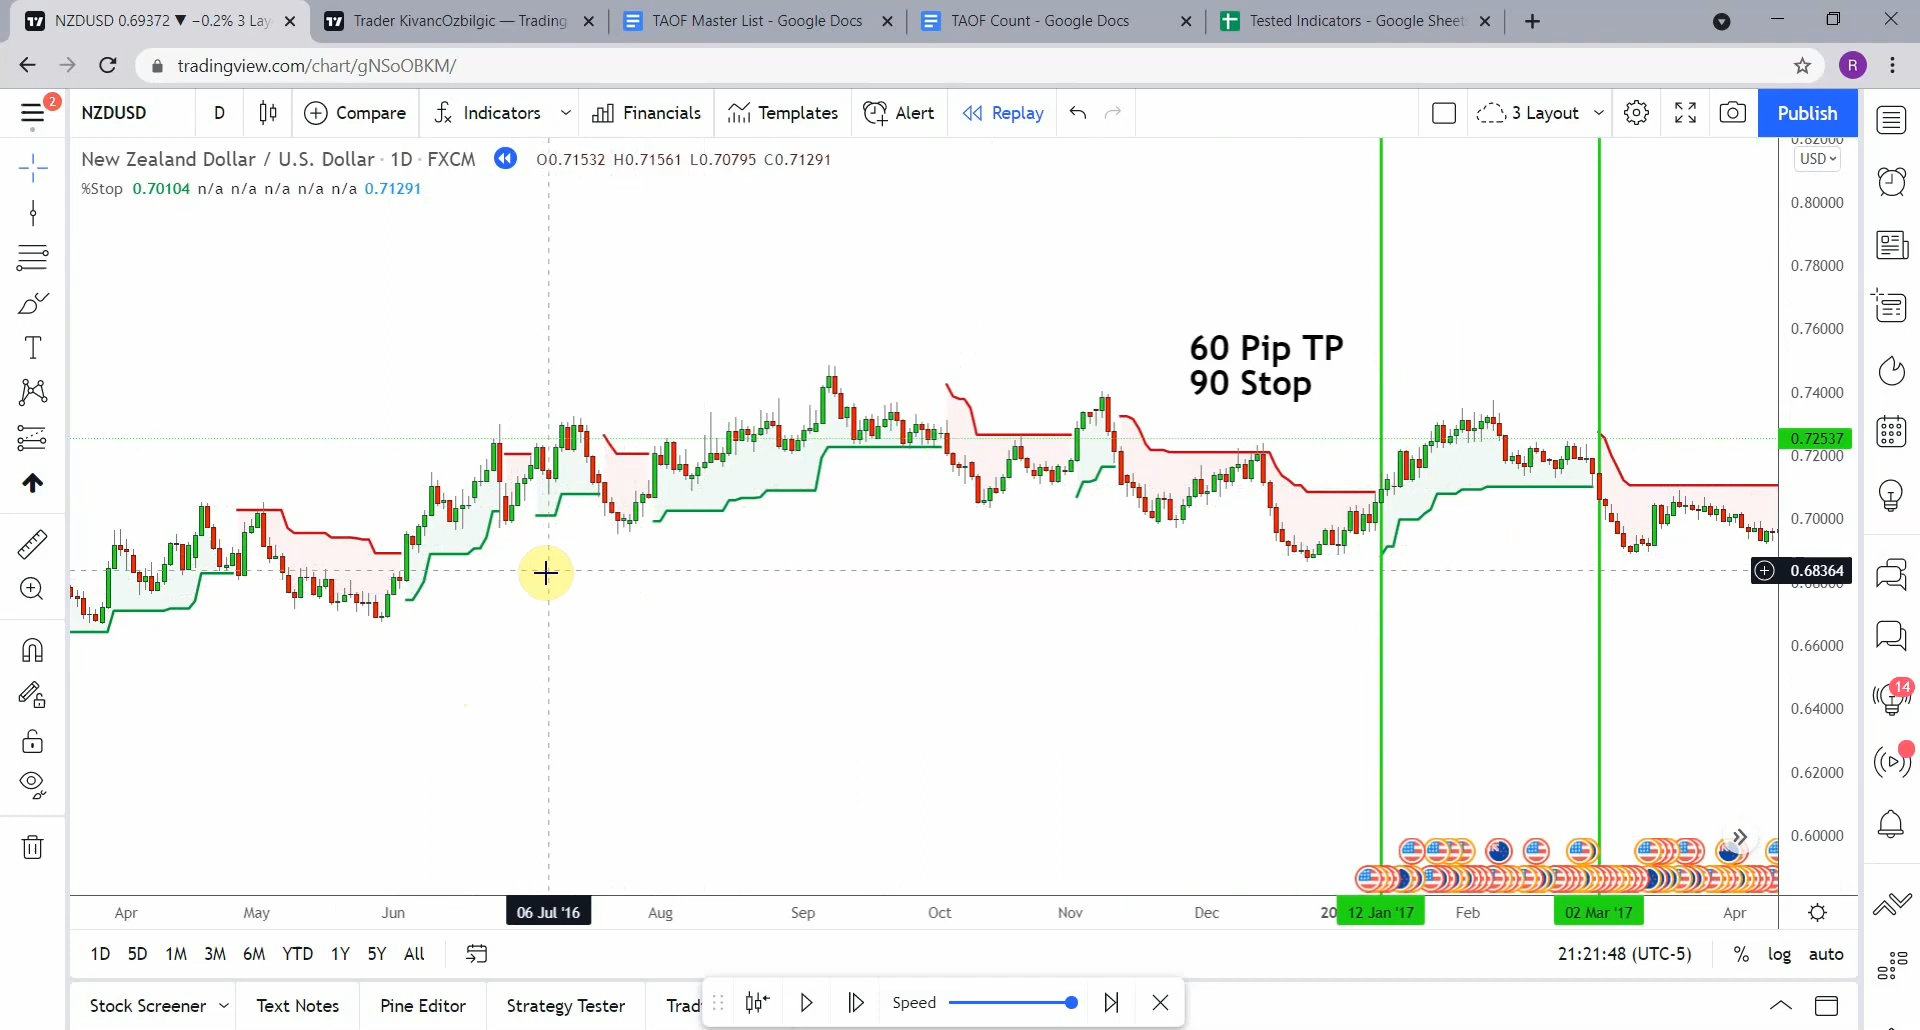 NZDUSD 0.69372 ▼ −0.2% 3 La
Trader KivancOzbilgic — Trading
TAOF Master List - Google Docs
TAOF Count - Google Docs
Tested Indicators - Google Sheet
tradingview.com/chart/gNSoOBKM/
R
2
NZDUSD
D
Compare
Indicators
Financials
Templates
Alert
Replay
3 Layout
Publish
New Zealand Dollar / U.S. Dollar · 1D · FXCM
O0.71532 H0.71561 L0.70795 C0.71291
%Stop 0.70104 n/a n/a n/a n/a n/a 0.71291
60 Pip TP
90 Stop
0.82000
USD
0.80000
0.78000
0.76000
0.74000
0.72537
0.72000
0.70000
0.68364
0.66000
0.64000
0.62000
0.60000
14
Apr
May
Jun
06 Jul '16
Aug
Sep
Oct
Nov
Dec
20
12 Jan '17
Feb
02 Mar '17
Apr
1D 5D 1M 3M 6M YTD 1Y 5Y All
21:21:48 (UTC-5)
% log auto
Stock Screener
Text Notes
Pine Editor
Strategy Tester
Trad
Speed